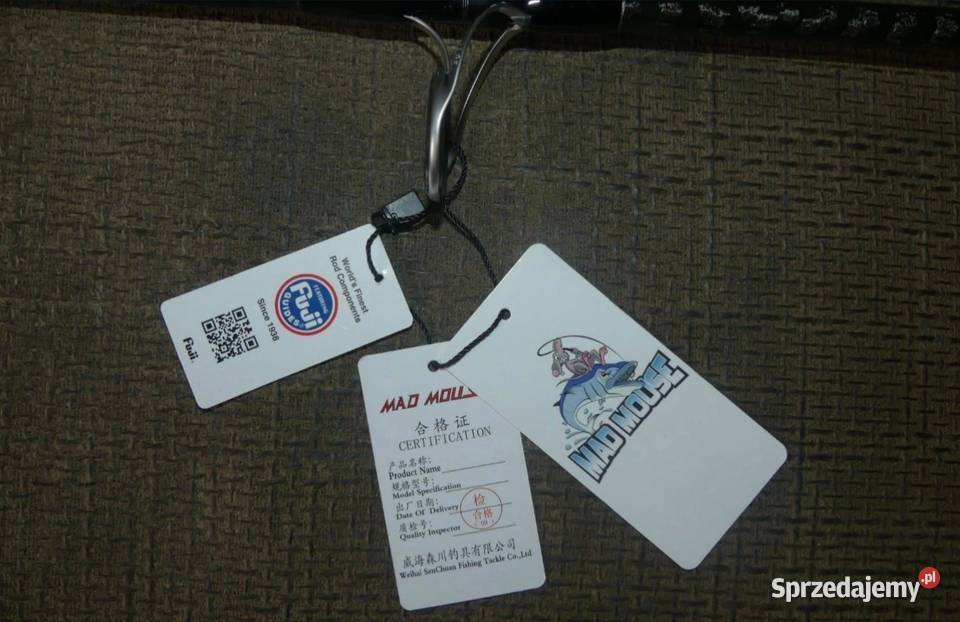 World's Finest
Rod Components
FEATURING
Fuji
GUIDES
Since 1938
Fuji.
MAD MOUS
合格证
CERTIFICATION
产品名称:
Product Name
规格型号:
Model Specification
出厂日期:
Date Of Delivery
质检号:
Quality Inspector
检
合格
威海森川钓具有限公司
Weihai SenChuan Fishing Tackle Co.,Ltd
MAD MOUSE
Sprzedajemy.pl